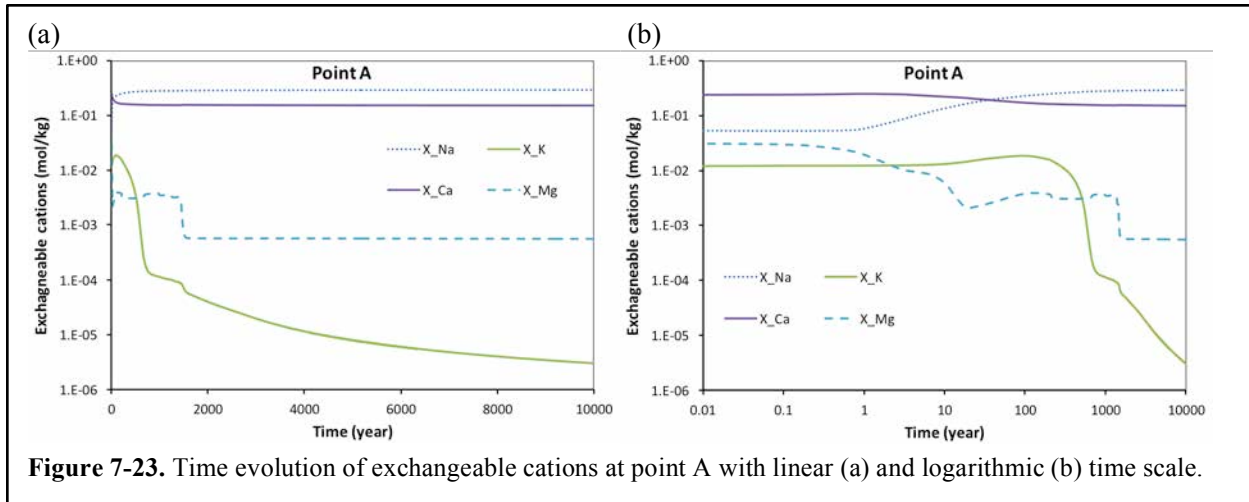 (a)
Point A
1.E+00
1.E-01
1.E-02
1.E-03
1.E-04
1.E-05
1.E-06
Exchagneable cations (mol/kg)
X_Na
X_K
X_Ca
X_Mg
0
2000
4000
6000
8000
10000
Time (year)
(b)
Point A
1.E+00
1.E-01
1.E-02
1.E-03
1.E-04
1.E-05
1.E-06
Exchagneable cations (mol/kg)
X_Na
X_K
X_Ca
X_Mg
0.01
0.1
1
10
100
1000
10000
Time (year)
Figure 7-23. Time evolution of exchangeable cations at point A with linear (a) and logarithmic (b) time scale.